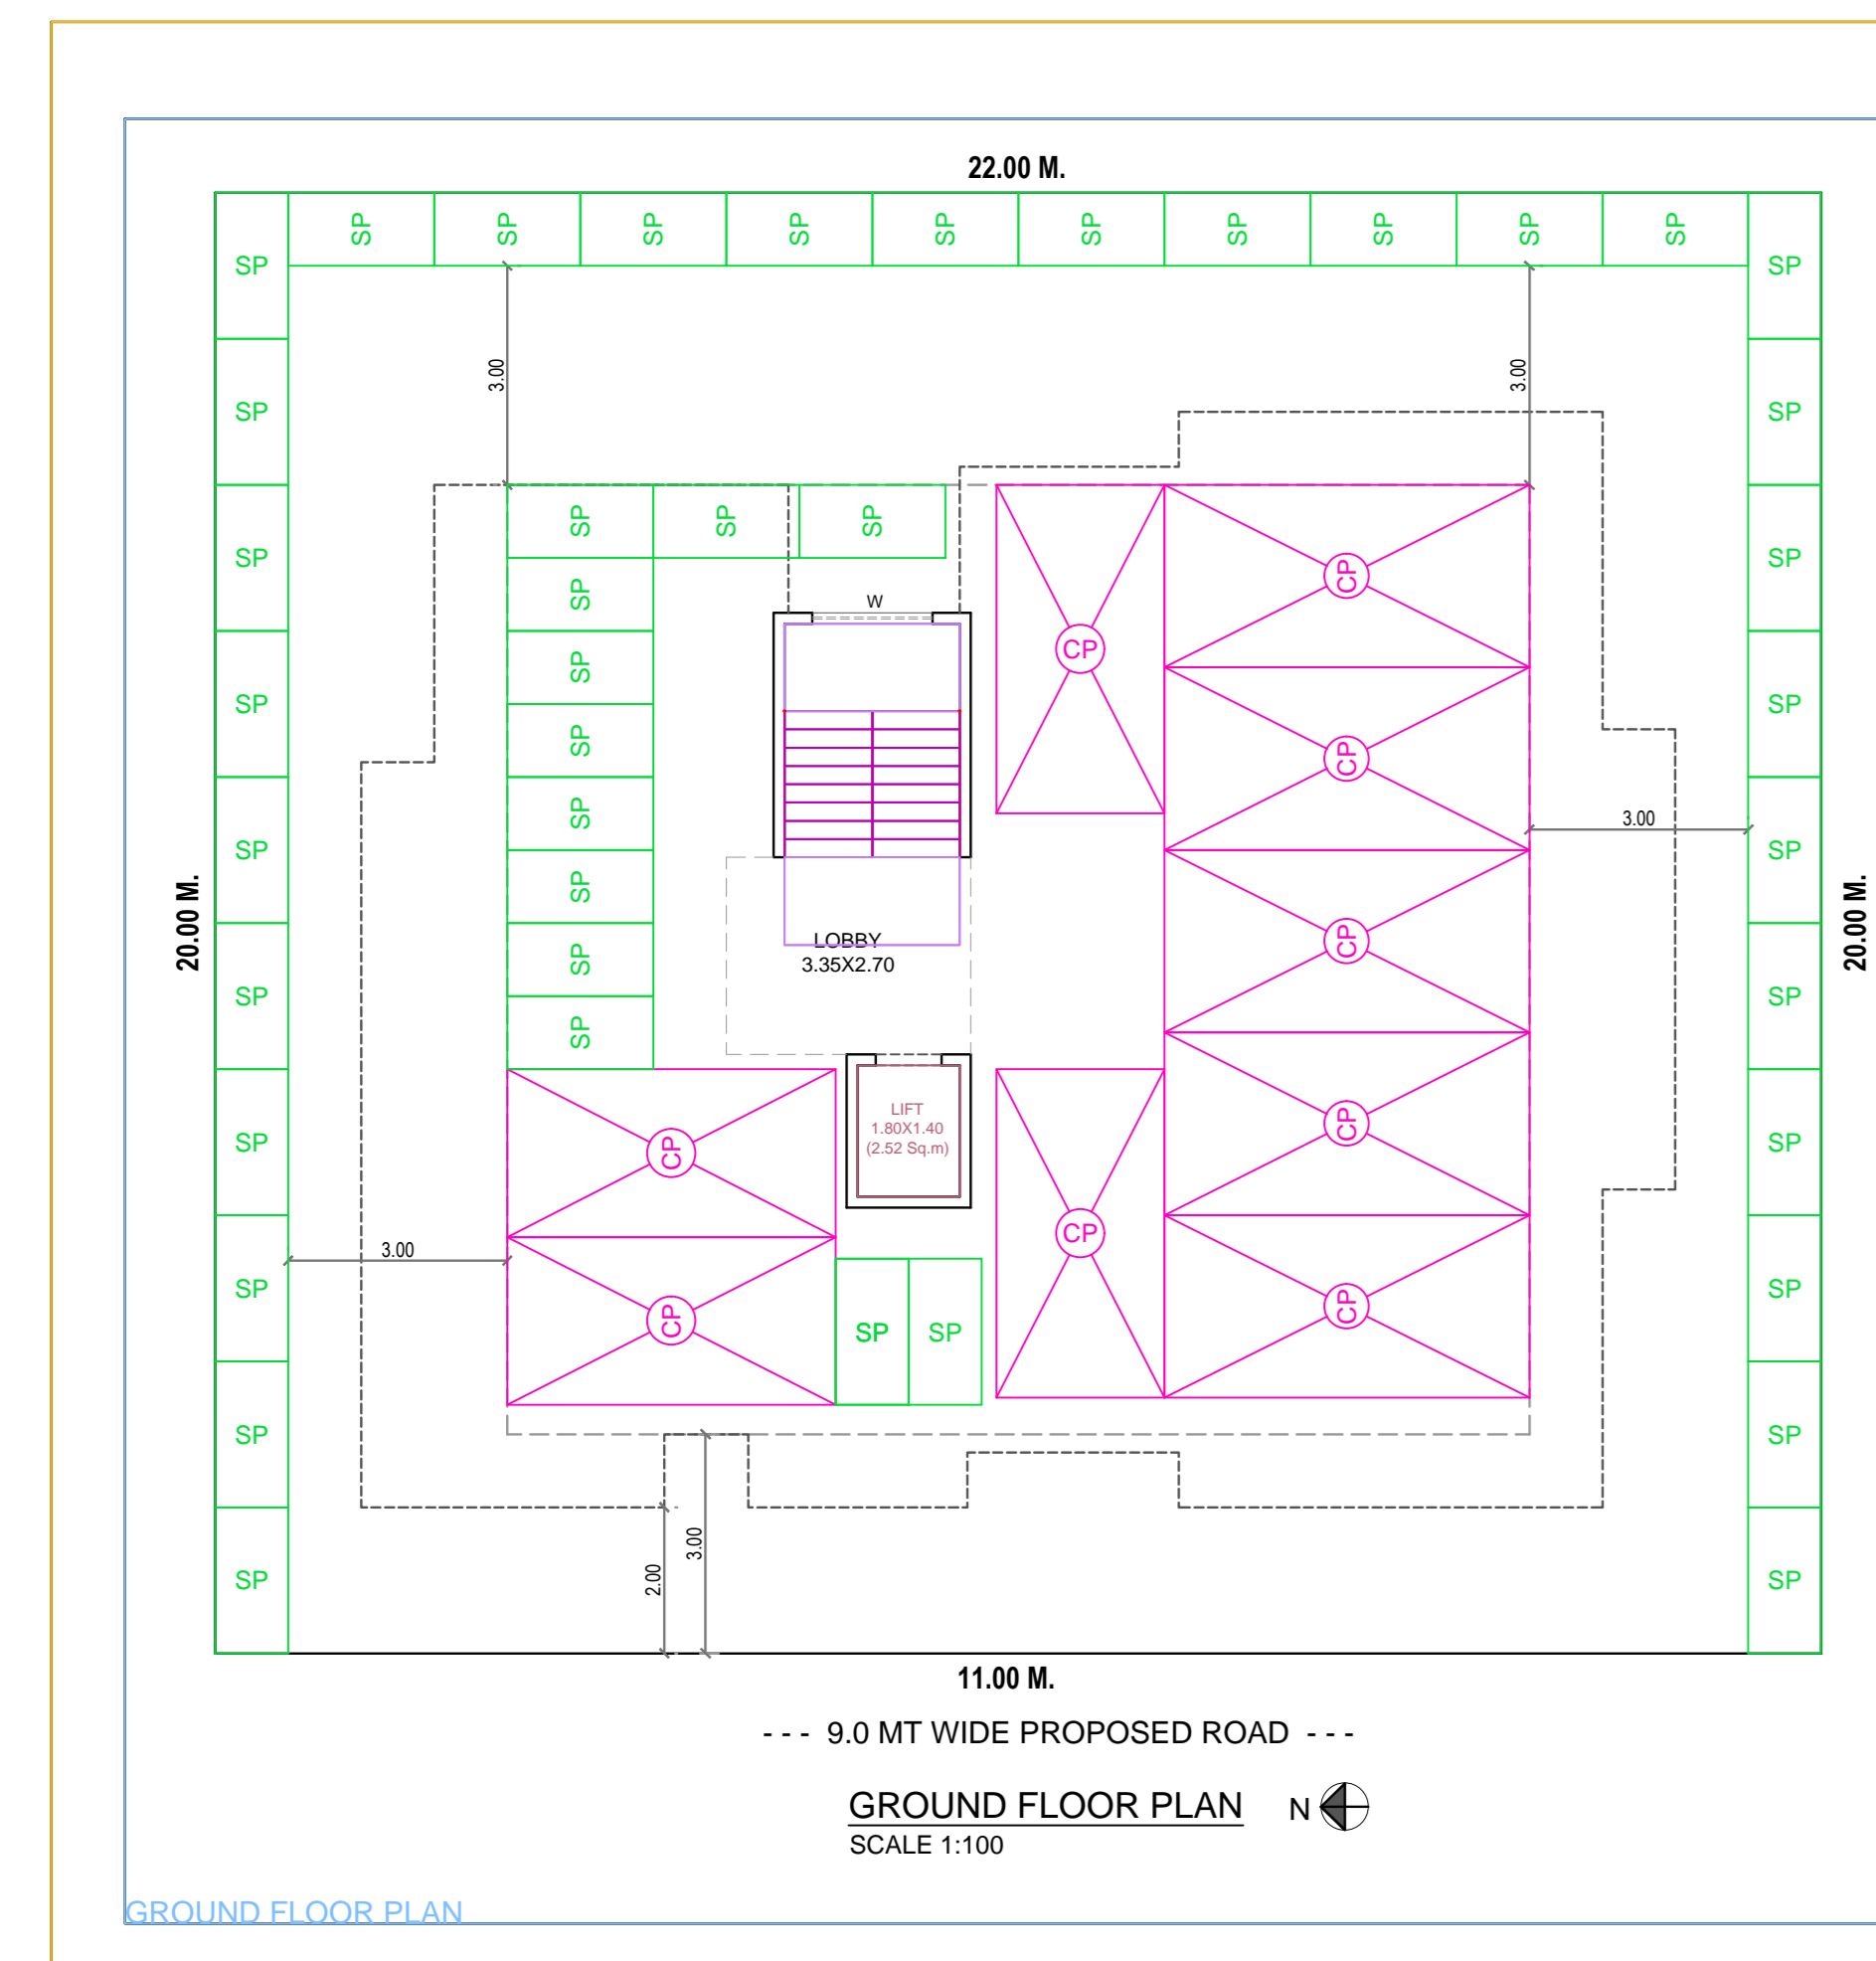 22.00 M.
SP SP SP SP SP SP SP SP SP SP
SP SP
3.00 3.00
SP SP
SP SP SP SP SP
CP
SP
W
CP
SP
SP SP
SP
CP
SP
3.00
SP SP
SP
20.00 M.
20.00 M.
LOBBY
3.35X2.70
CP
SP
SP SP
SP
LIFT
1.80X1.40
(2.52 Sq.m)
CP
SP SP
CP
CP
3.00
SP SP
CP
CP
SP SP
SP SP
3.00
2.00
SP SP
11.00 M.
- - - 9.0 MT WIDE PROPOSED ROAD - - -
GROUND FLOOR PLAN N
SCALE 1:100
GROUND FLOOR PLAN